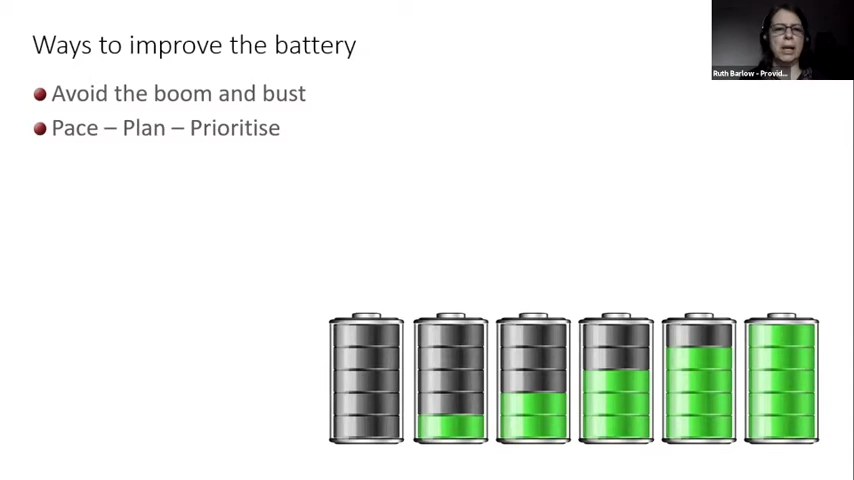 Ways to improve the battery
Avoid the boom and bust
Pace – Plan – Prioritise
Ruth Barlow - Provid...